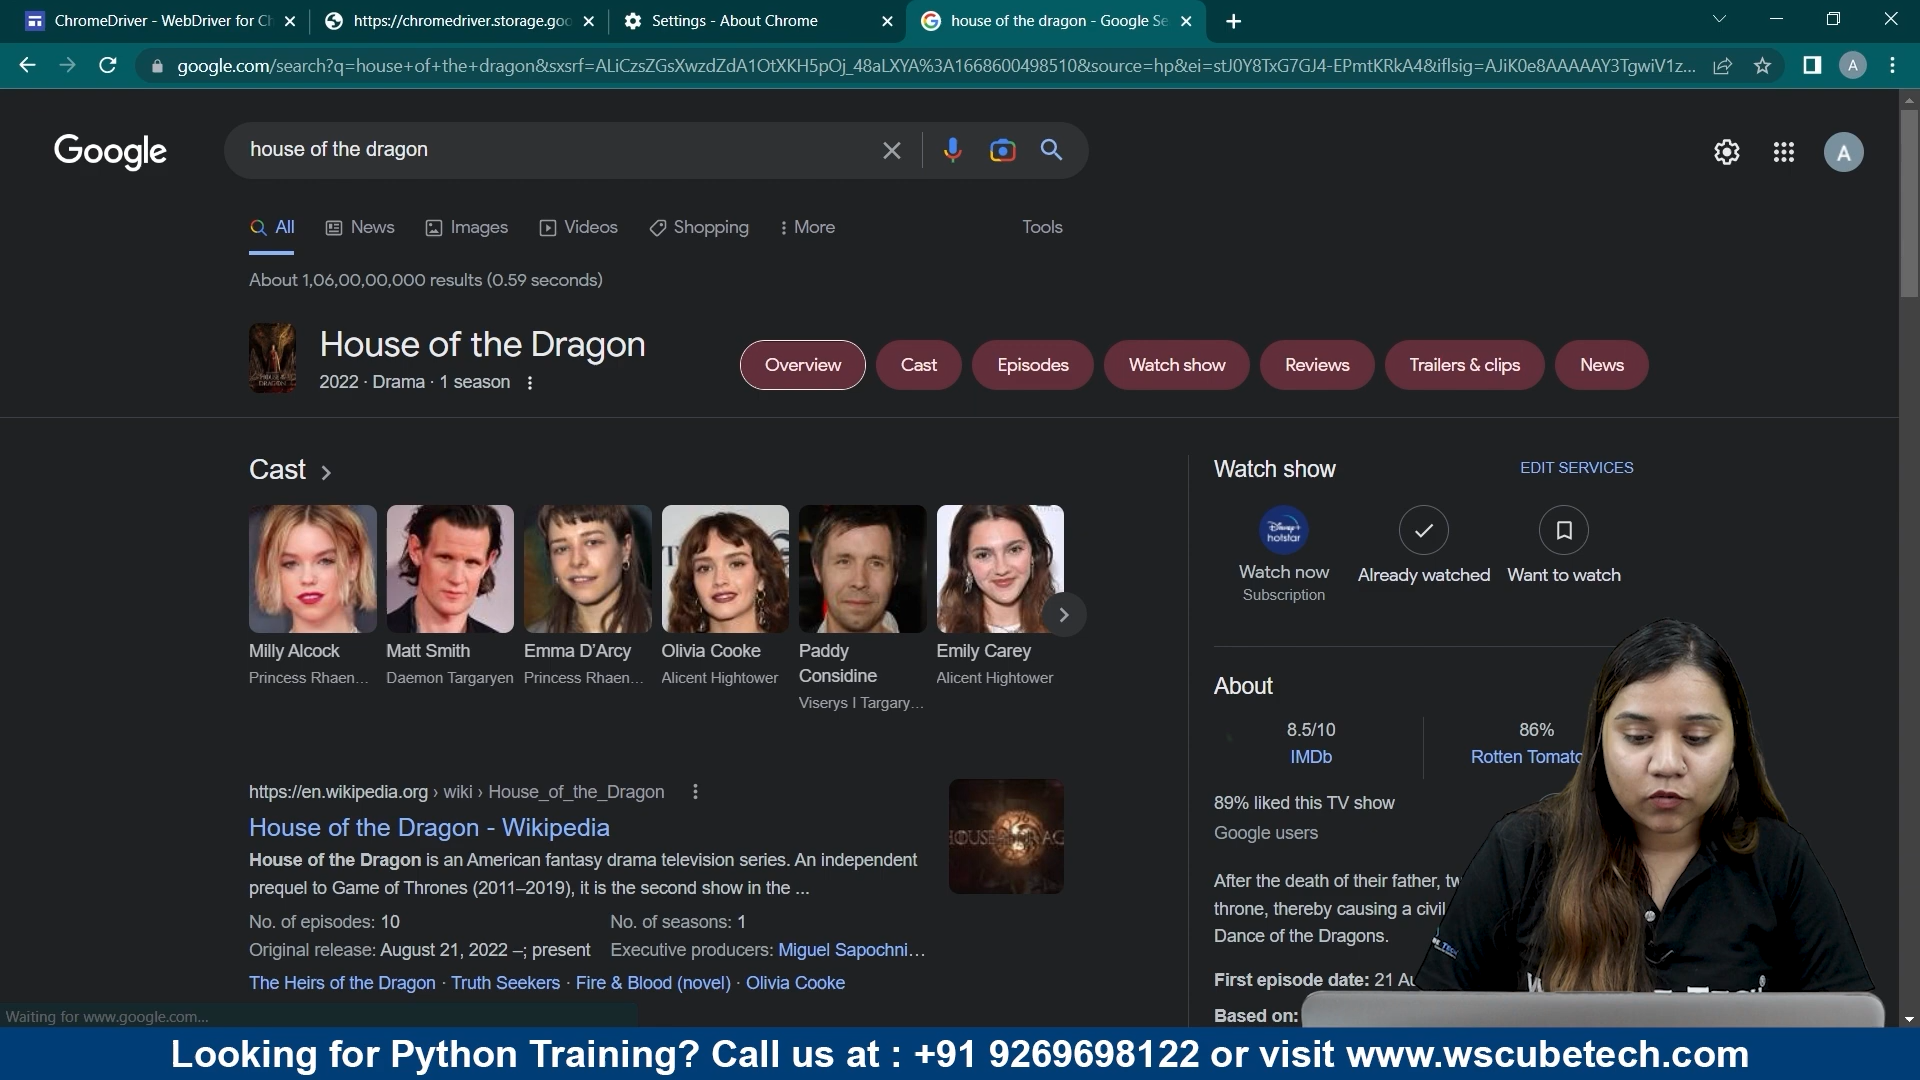 ChromeDriver - WebDriver for Ch
https://chromedriver.storage.goo
Settings - About Chrome
house of the dragon - Google Se
google.com/search?q=house+of+the+dragon&sxsrf=ALiCzsZGsXwzdZdA1OtXKH5pOj_48aLXYA%3A1668600498510&source=hp&ei=stJ0Y8TxG7GJ4-EPmtKRkA4&iflsig=AJiK0e8AAAAAY3TgwiV1z...
A
Google
house of the dragon
A
All
News
Images
Videos
Shopping
More
Tools
About 1,06,00,00,000 results (0.59 seconds)
House of the Dragon
2022 · Drama · 1 season
Overview
Cast
Episodes
Watch show
Reviews
Trailers & clips
News
Cast
Milly Alcock
Princess Rhaen...
Matt Smith
Daemon Targaryen
Emma D'Arcy
Princess Rhaen...
Olivia Cooke
Alicent Hightower
Paddy
Considine
Viserys I Targary...
Emily Carey
Alicent Hightower
https://en.wikipedia.org › wiki › House_of_the_Dragon
House of the Dragon - Wikipedia
House of the Dragon is an American fantasy drama television series. An independent
prequel to Game of Thrones (2011–2019), it is the second show in the ...
No. of episodes: 10
No. of seasons: 1
Original release: August 21, 2022 –; present
Executive producers: Miguel Sapochni...
The Heirs of the Dragon · Truth Seekers · Fire & Blood (novel) · Olivia Cooke
Watch show
EDIT SERVICES
Disney+
hotstar
Watch now
Subscription
Already watched
Want to watch
About
8.5/10
IMDb
86%
Rotten Tomato
89% liked this TV show
Google users
After the death of their father, tw
throne, thereby causing a civil
Dance of the Dragons.
First episode date: 21 Au
Based on:
Waiting for www.google.com...
Looking for Python Training? Call us at : +91 9269698122 or visit www.wscubetech.com